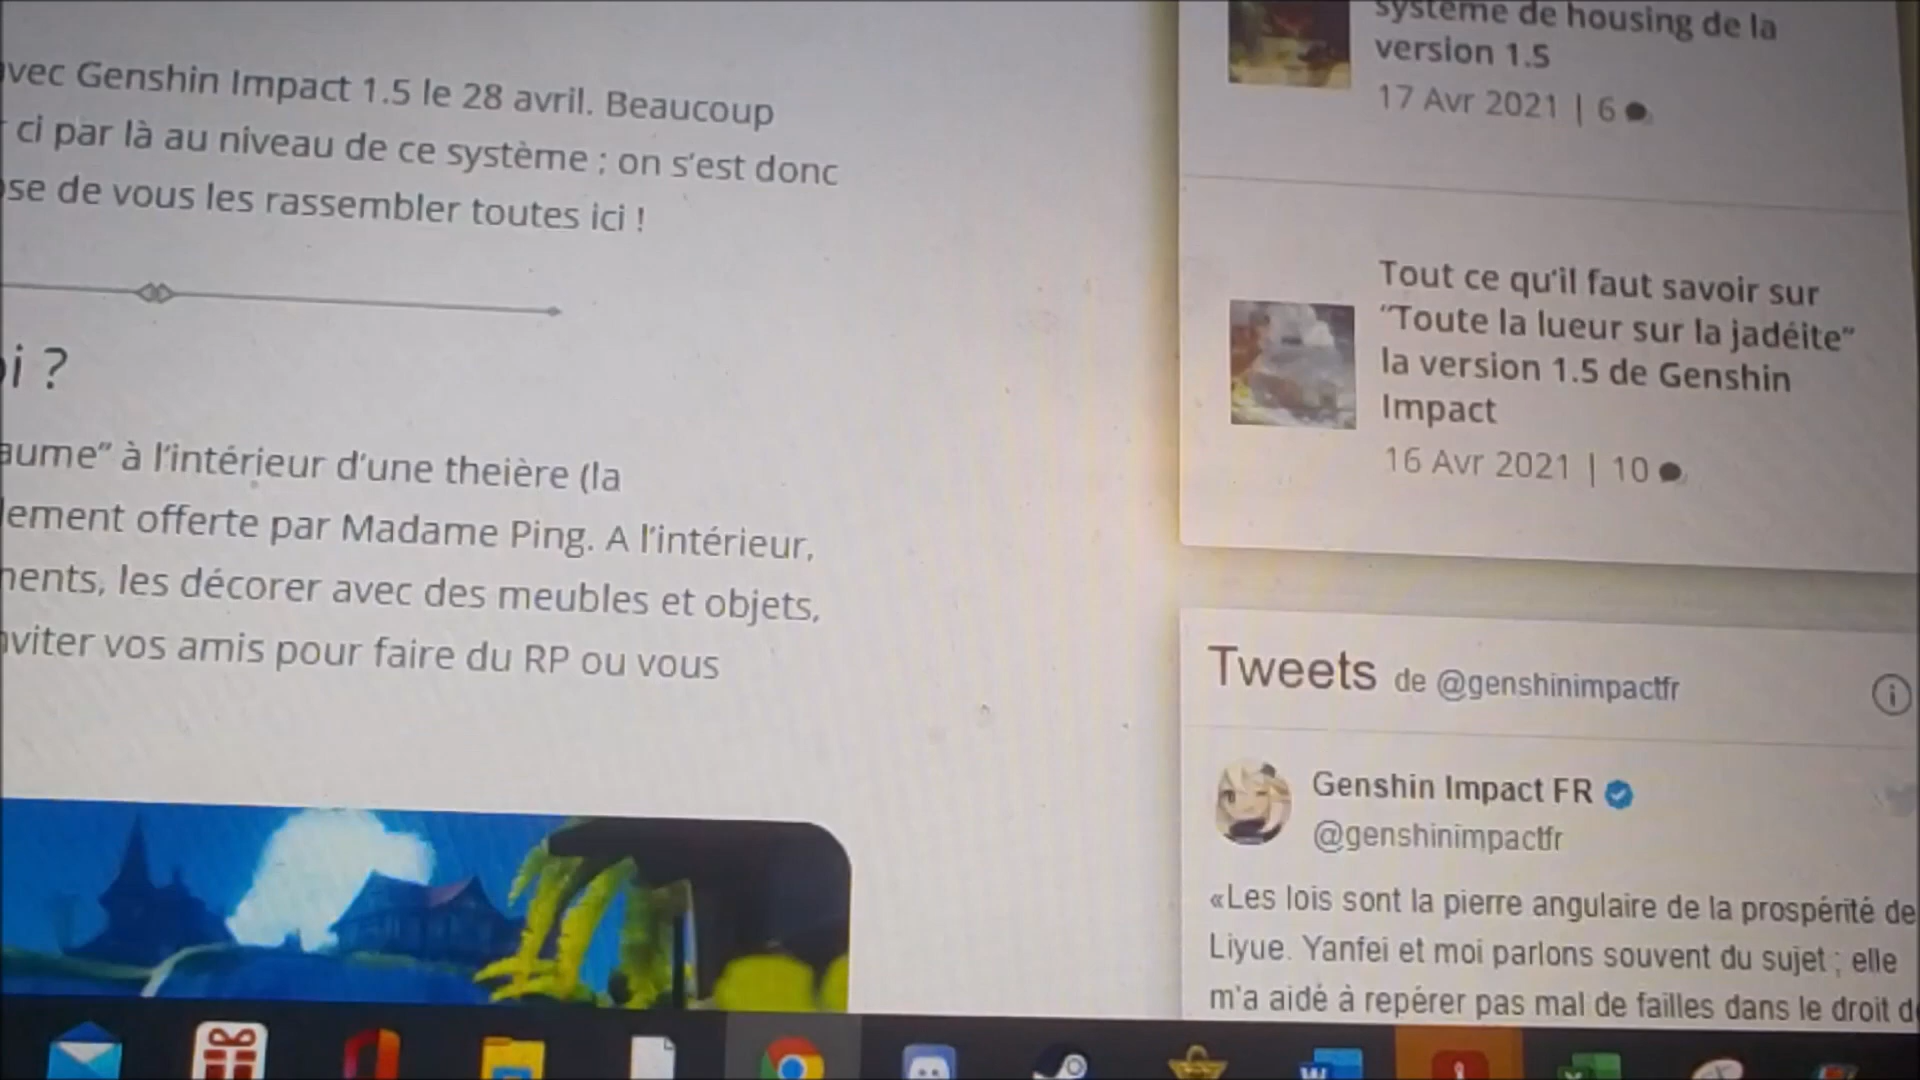 avec Genshin Impact 1.5 le 28 avril. Beaucoup
ci par là au niveau de ce système ; on s'est donc
de vous les rassembler toutes ici !
?
à l'intérieur d'une theière (la
offerte par Madame Ping. A l'intérieur,
les décorer avec des meubles et objets,
inviter vos amis pour faire du RP ou vous
système de housing de la
version 1.5
17 Avr 2021 | 6
Tout ce qu'il faut savoir sur
“Toute la lueur sur la jadéite”
la version 1.5 de Genshin
Impact
16 Avr 2021 | 10
Tweets de @genshinimpactfr
Genshin Impact FR
@genshinimpactfr
«Les lois sont la pierre angulaire de la prospérité de
Liyue. Yanfei et moi parlons souvent du sujet ; elle
m'a aidé à repérer pas mal de failles dans le droit